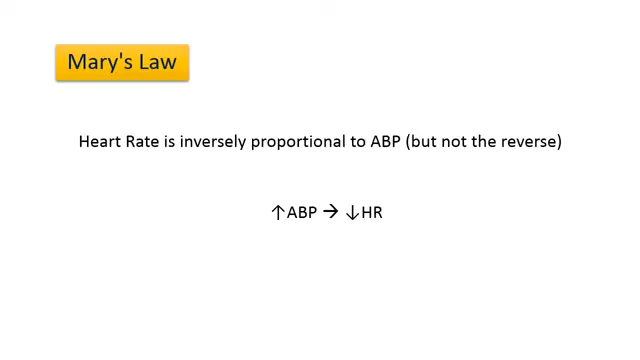 Mary's Law
Heart Rate is inversely proportional to ABP (but not the reverse)
↑ABP → ↓HR